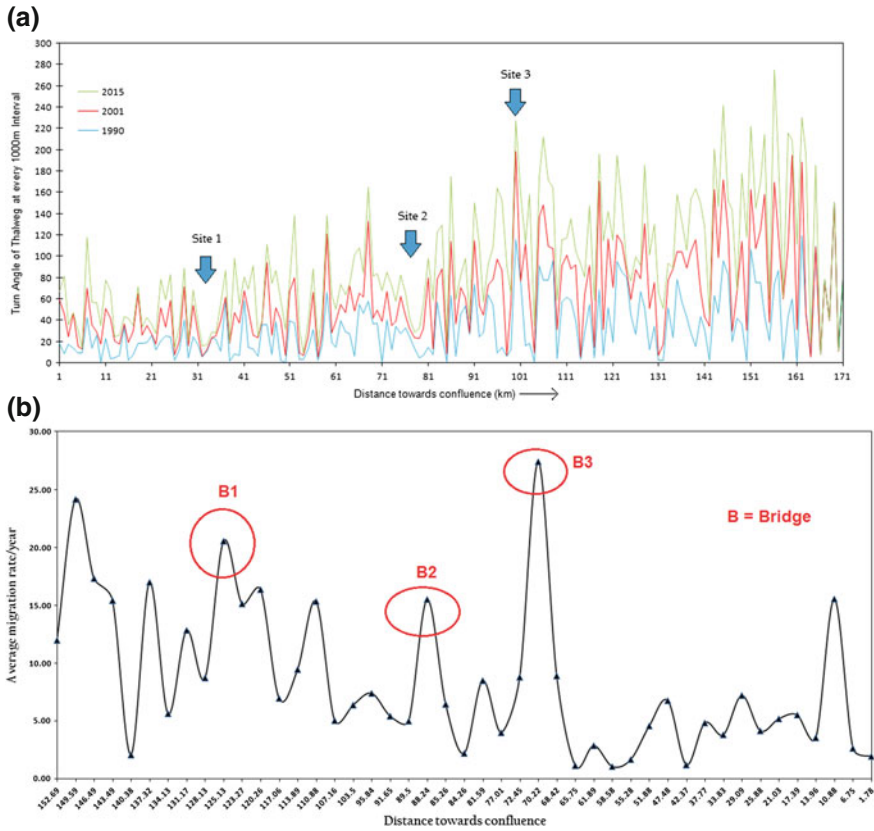 (a)
300
280
260
240
220
200
180
160
140
120
100
80
60
40
20
0
Turn Angle of Thalweg at every 1000m Interval
2015
2001
1990
Site 1
Site 2
Site 3
1 11 21 31 41 51 61 71 81 91 101 111 121 131 141 151 161 171
Distance towards confluence (km)
(b)
30.00
25.00
20.00
15.00
10.00
5.00
0.00
Average migration rate/year
B1
B2
B3
B = Bridge
152.69 149.59 146.49 143.49 140.38 137.32 134.13 131.17 128.13 125.13 123.27 120.26 117.06 113.89 110.88 107.16 103.5 95.84 91.65 89.5 88.24 85.26 84.26 81.59 77.01 72.45 70.22 68.42 65.75 61.89 58.58 55.28 51.88 47.48 42.37 37.77 33.83 29.09 25.88 21.03 17.39 13.96 10.88 6.75 1.78
Distance towards confluence